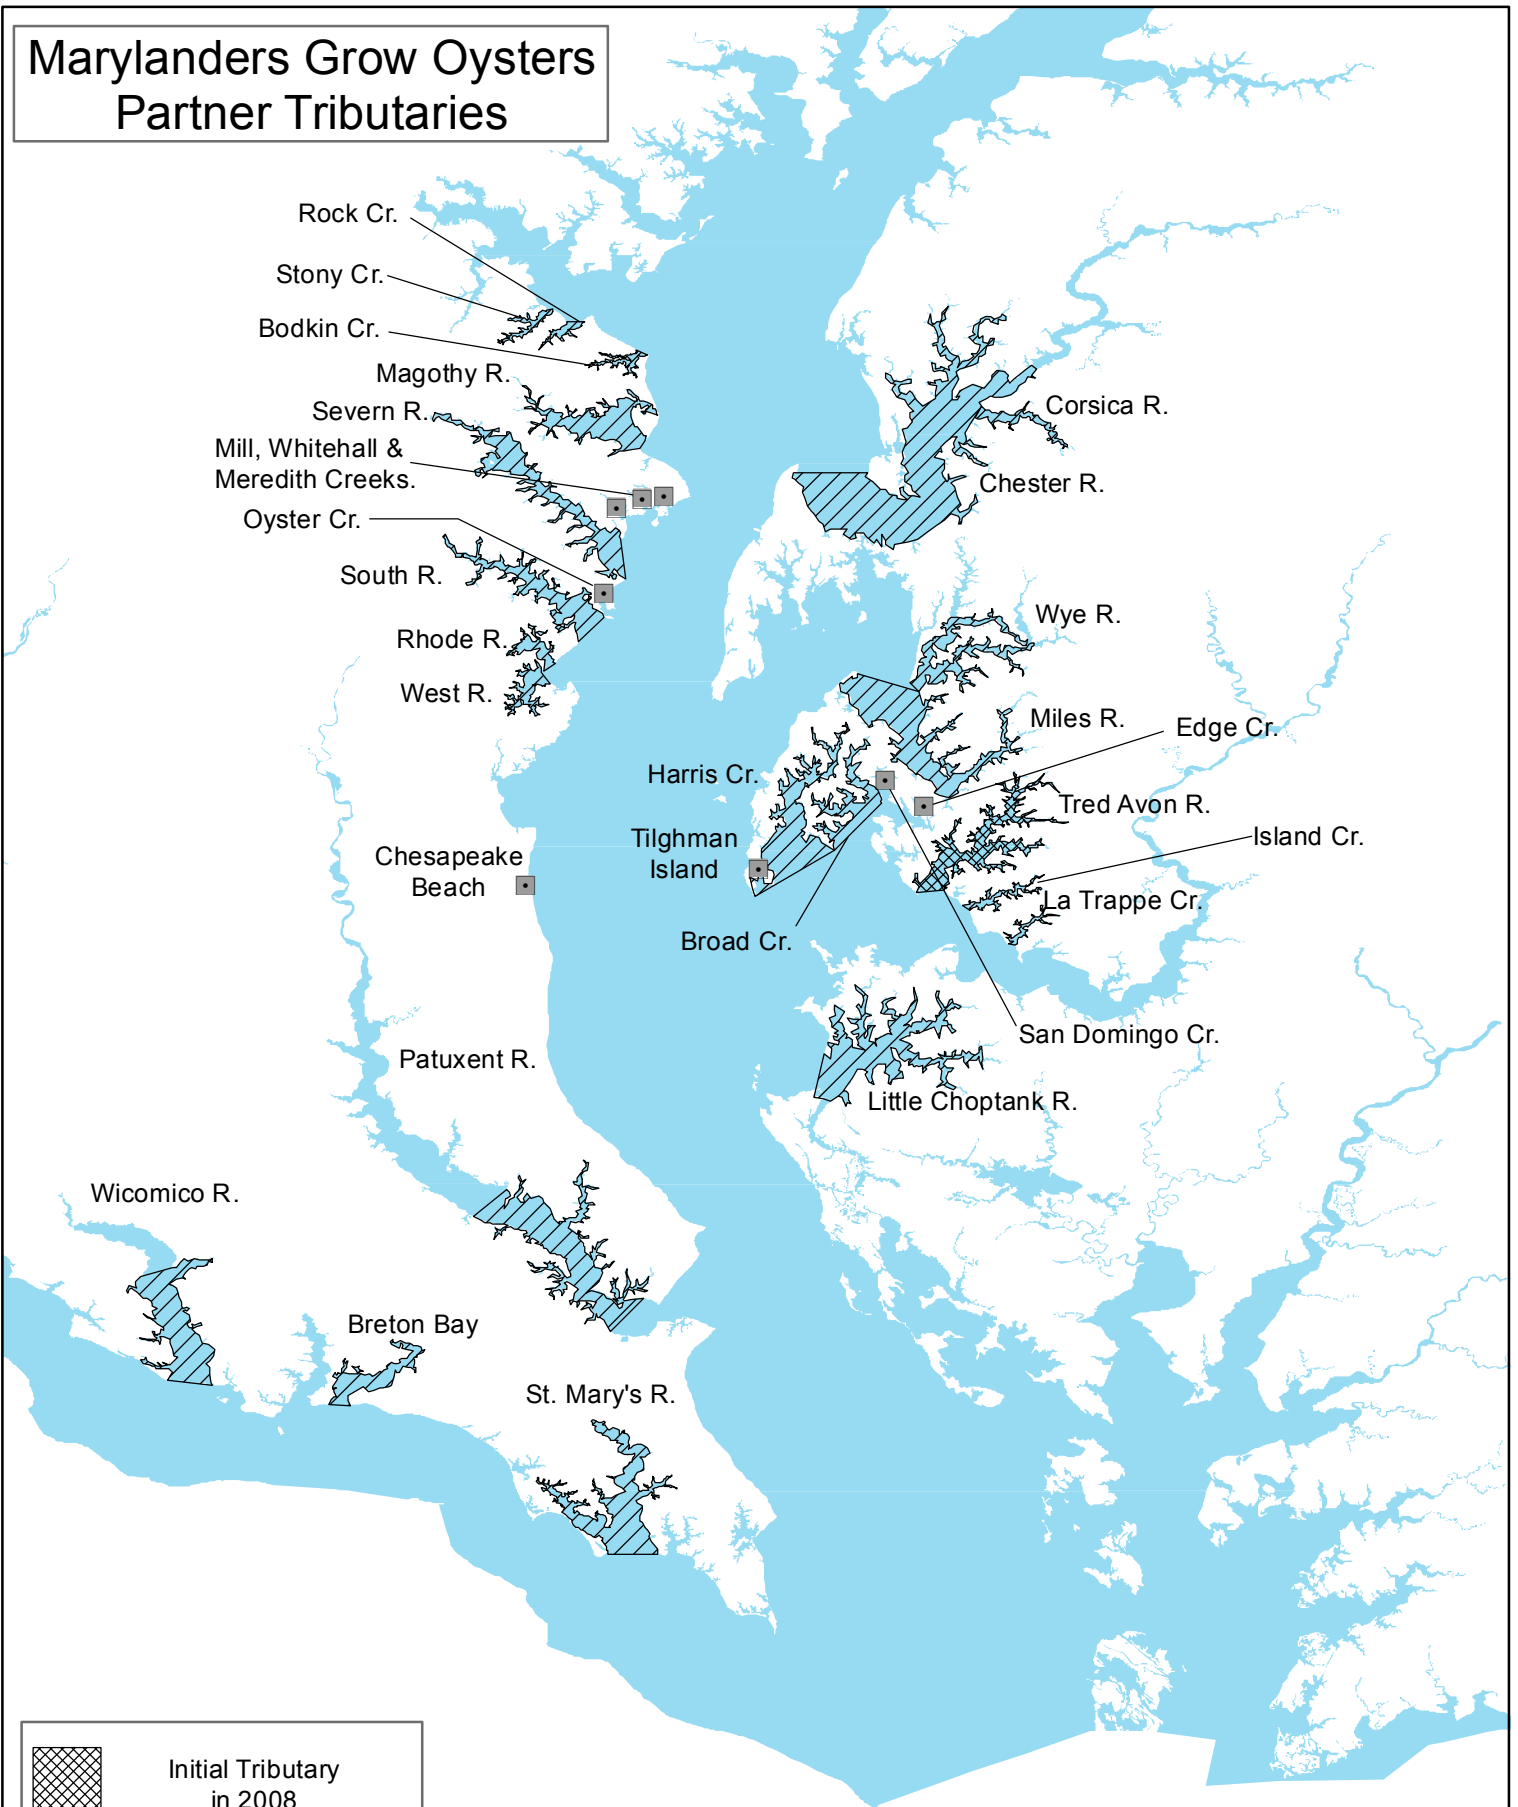 Marylanders Grow Oysters
Partner Tributaries
Rock Cr.
Stony Cr.
Bodkin Cr.
Magothy R.
Severn R.
Mill, Whitehall &
Meredith Creeks.
Oyster Cr.
South R.
Rhode R.
West R.
Corsica R.
Chester R.
Wye R.
Miles R.
Edge Cr.
Harris Cr.
Tred Avon R.
Tilghman
Island
Island Cr.
Chesapeake
Beach
La Trappe Cr.
Broad Cr.
San Domingo Cr.
Patuxent R.
Little Choptank R.
Wicomico R.
Breton Bay
St. Mary's R.
Initial Tributary
in 2008